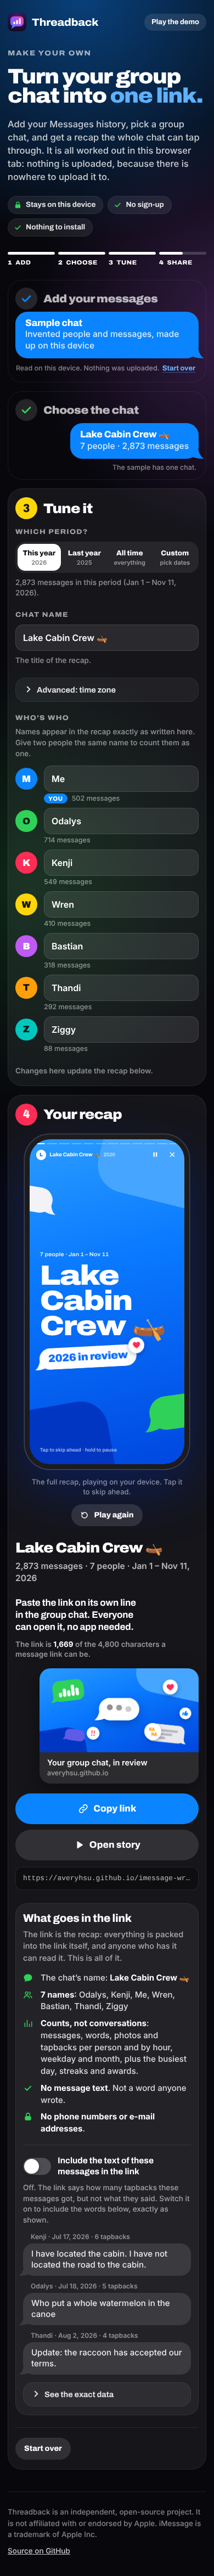 Threadback
Play the demo
MAKE YOUR OWN
Turn your group
chat into one link.
Add your Messages history, pick a group
chat, and get a recap the whole chat can tap
through. It is all worked out in this browser
tab: nothing is uploaded, because there is
nowhere to upload it to.
Stays on this device
No sign-up
Nothing to install
1 ADD
2 CHOOSE
3 TUNE
4 SHARE
Add your messages
Sample chat
Invented people and messages, made
up on this device
Read on this device. Nothing was uploaded. Start over
Choose the chat
Lake Cabin Crew 🛶
7 people · 2,873 messages
The sample has one chat.
3 Tune it
WHICH PERIOD?
This year
2026
Last year
2025
All time
everything
Custom
pick dates
2,873 messages in this period (Jan 1 – Nov 11,
2026).
CHAT NAME
Lake Cabin Crew 🛶
The title of the recap.
Advanced: time zone
WHO'S WHO
Names appear in the recap exactly as written here.
Give two people the same name to count them as
one.
M
Me
YOU 502 messages
O
Odalys
714 messages
K
Kenji
549 messages
W
Wren
410 messages
B
Bastian
318 messages
T
Thandi
292 messages
Z
Ziggy
88 messages
Changes here update the recap below.
4 Your recap
L Lake Cabin Crew 🛶 2026
7 people · Jan 1 – Nov 11
Lake
Cabin
Crew 🛶
2026 in review
Tap to skip ahead · hold to pause
The full recap, playing on your device. Tap it
to skip ahead.
Play again
Lake Cabin Crew 🛶
2,873 messages · 7 people · Jan 1 – Nov 11,
2026
Paste the link on its own line
in the group chat. Everyone
can open it, no app needed.
The link is 1,669 of the 4,800 characters a
message link can be.
!!
HA
HA
Your group chat, in review
averyhsu.github.io
Copy link
Open story
https://averyhsu.github.io/imessage-wr…
What goes in the link
The link is the recap: everything is packed
into the link itself, and anyone who has it
can read it. This is all of it.
The chat's name: Lake Cabin Crew 🛶
7 names: Odalys, Kenji, Me, Wren,
Bastian, Thandi, Ziggy
Counts, not conversations:
messages, words, photos and
tapbacks per person and by hour,
weekday and month, plus the busiest
day, streaks and awards.
No message text. Not a word anyone
wrote.
No phone numbers or e-mail
addresses.
Include the text of these
messages in the link
Off. The link says how many tapbacks these
messages got, but not what they said. Switch it
on to include the words below, exactly as
shown.
Kenji · Jul 17, 2026 · 6 tapbacks
I have located the cabin. I have not
located the road to the cabin.
Odalys · Jul 18, 2026 · 5 tapbacks
Who put a whole watermelon in the
canoe
Thandi · Aug 2, 2026 · 4 tapbacks
Update: the raccoon has accepted our
terms.
See the exact data
Start over
Threadback is an independent, open-source project. It
is not affiliated with or endorsed by Apple. iMessage is
a trademark of Apple Inc.
Source on GitHub